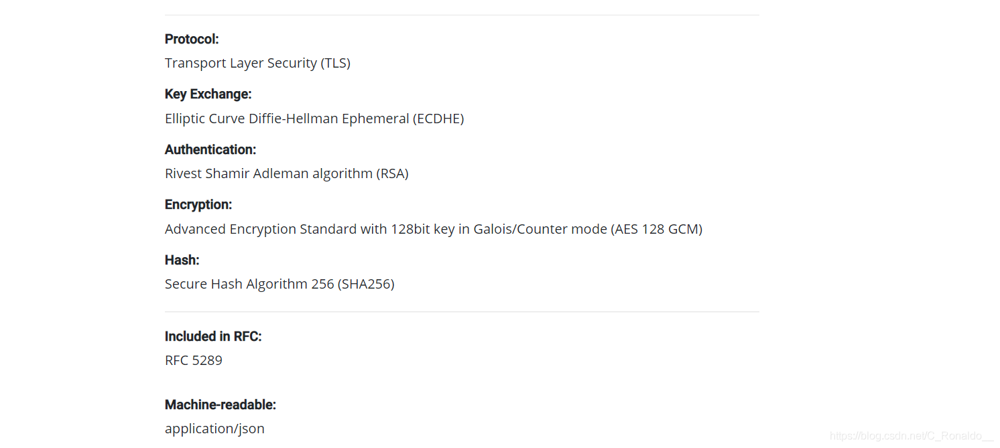 Protocol:
Transport Layer Security (TLS)
Key Exchange:
Elliptic Curve Diffie-Hellman Ephemeral (ECDHE)
Authentication:
Rivest Shamir Adleman algorithm (RSA)
Encryption:
Advanced Encryption Standard with 128bit key in Galois/Counter mode (AES 128 GCM)
Hash:
Secure Hash Algorithm 256 (SHA256)
Included in RFC:
RFC 5289
Machine-readable:
application/json
https://blog.csdn.net/C_Ronaldo__